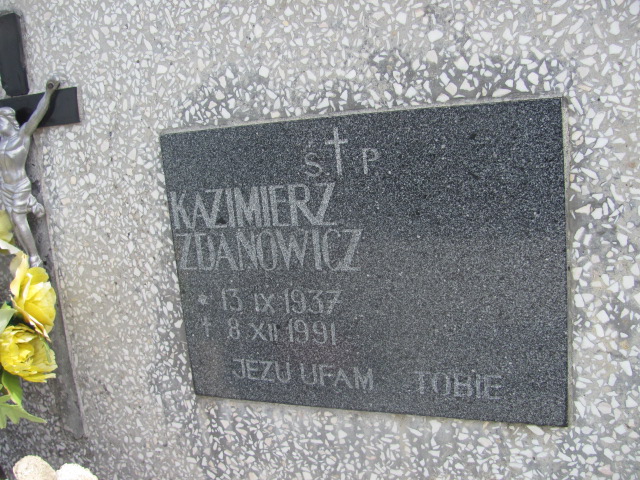 Ś † P
KAZIMIERZ
ZDANOWICZ
* 13 IX 1937
† 8 XII 1991
JEZU UFAM TOBIE